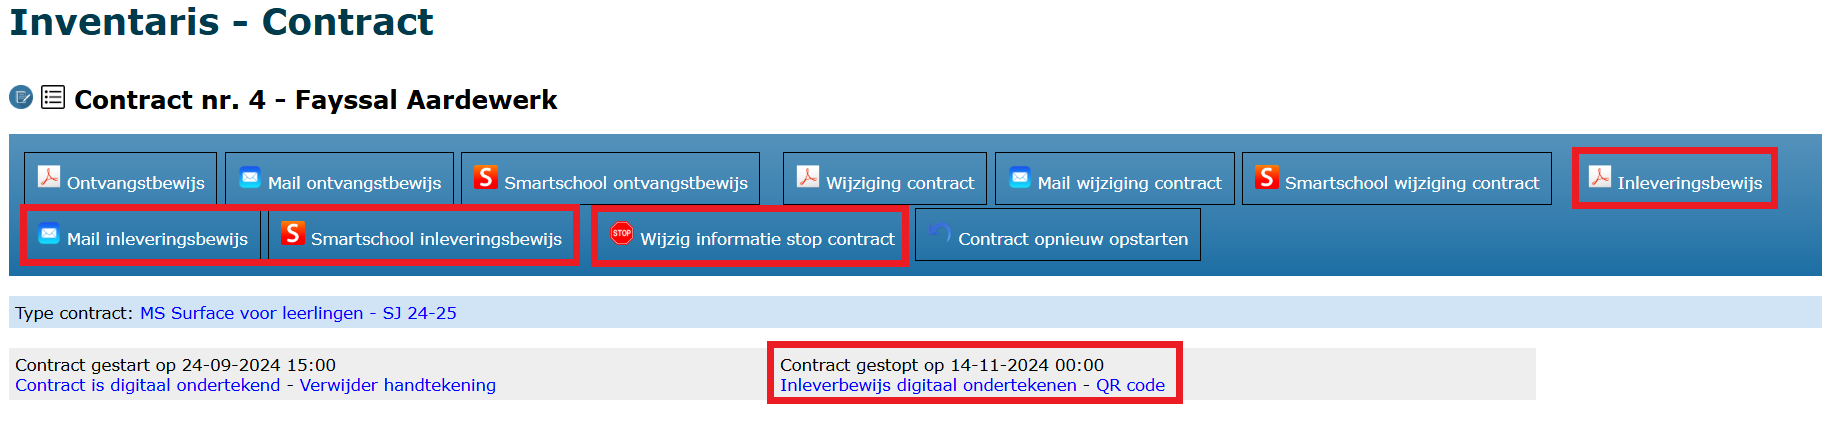 Inventaris - Contract
Contract nr. 4 - Fayssal Aardewerk
Ontvangstbewijs Mail ontvangstbewijs S Smartschool ontvangstbewijs Wijziging contract Mail wijziging contract S Smartschool wijziging contract Inleveringsbewijs
Mail inleveringsbewijs S Smartschool inleveringsbewijs STOP Wijzig informatie stop contract Contract opnieuw opstarten
Type contract: MS Surface voor leerlingen - SJ 24-25
Contract gestart op 24-09-2024 15:00 Contract gestopt op 14-11-2024 00:00
Contract is digitaal ondertekend - Verwijder handtekening Inleverbewijs digitaal ondertekenen - QR code